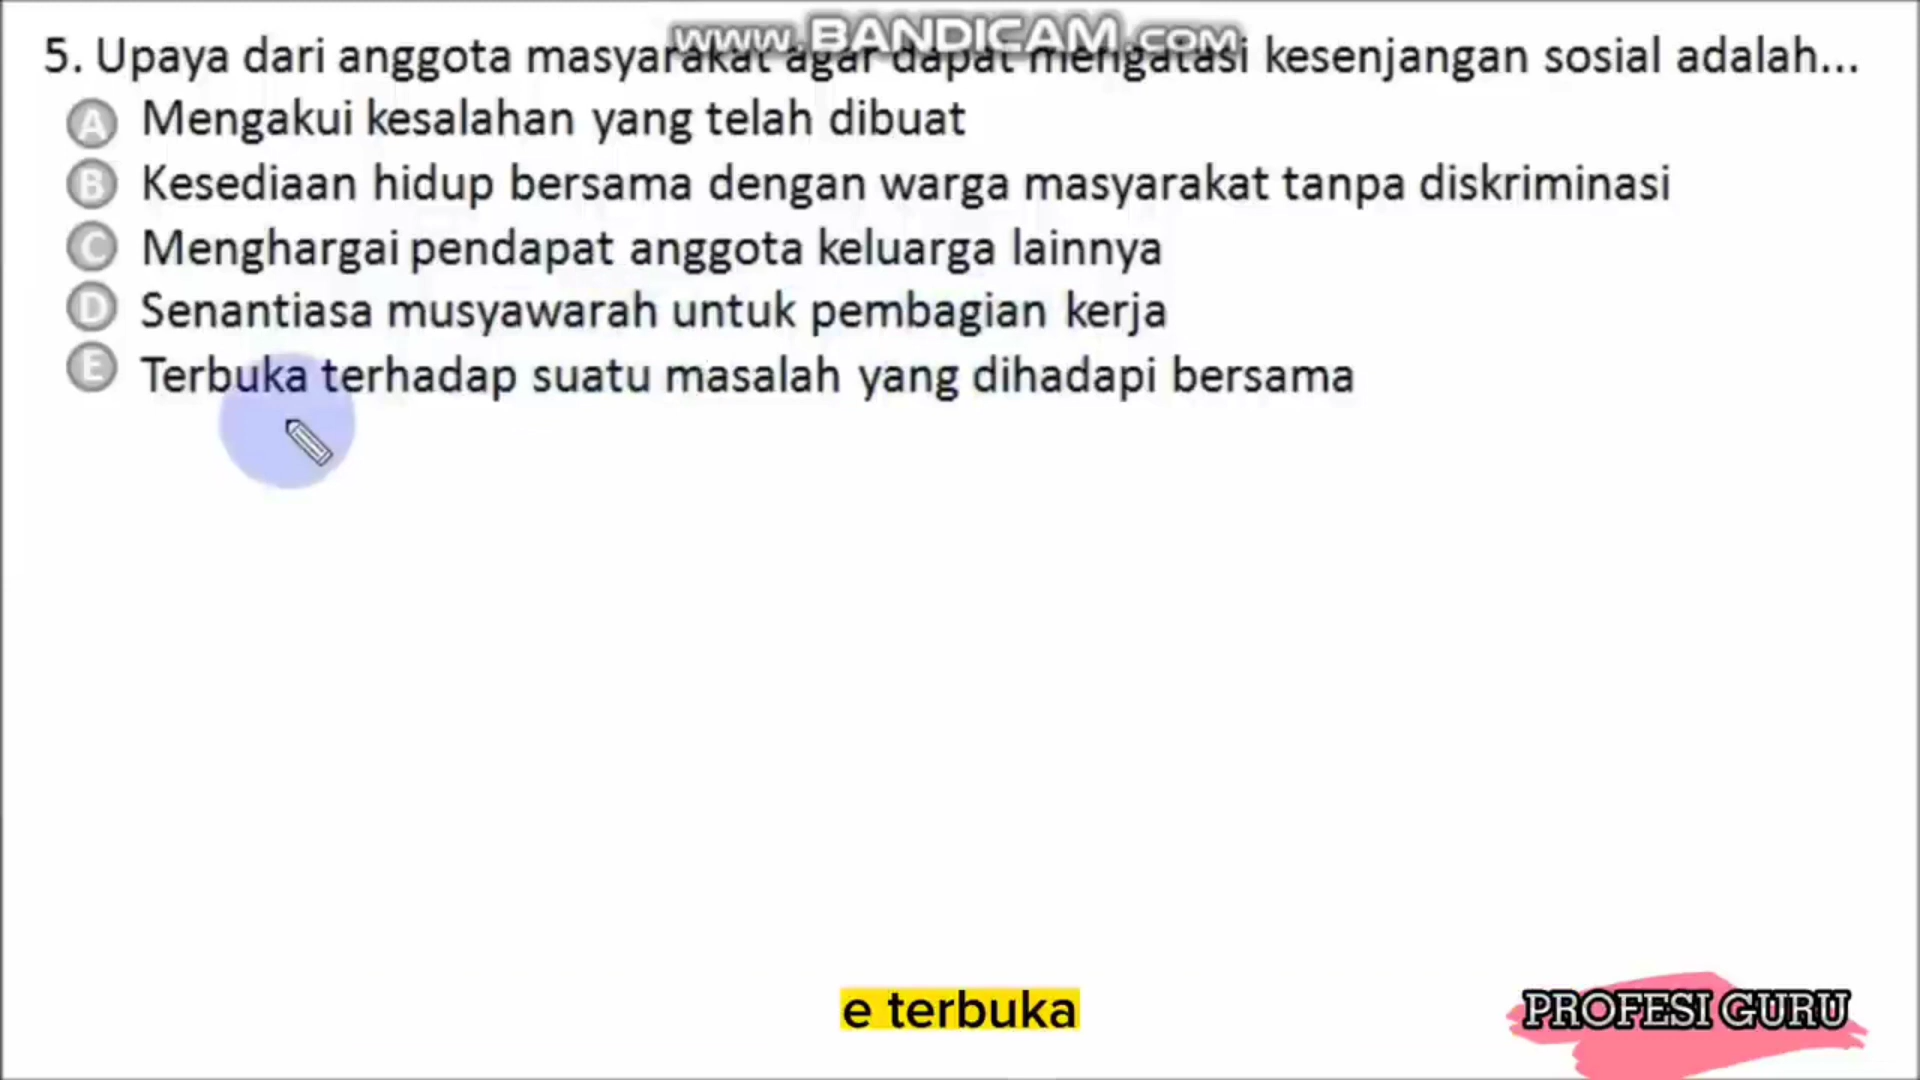 www.BANDICAM.com
5. Upaya dari anggota masyarakat agar dapat mengatasi kesenjangan sosial adalah...
A Mengakui kesalahan yang telah dibuat
B Kesediaan hidup bersama dengan warga masyarakat tanpa diskriminasi
C Menghargai pendapat anggota keluarga lainnya
D Senantiasa musyawarah untuk pembagian kerja
E Terbuka terhadap suatu masalah yang dihadapi bersama
e terbuka
PROFESI GURU